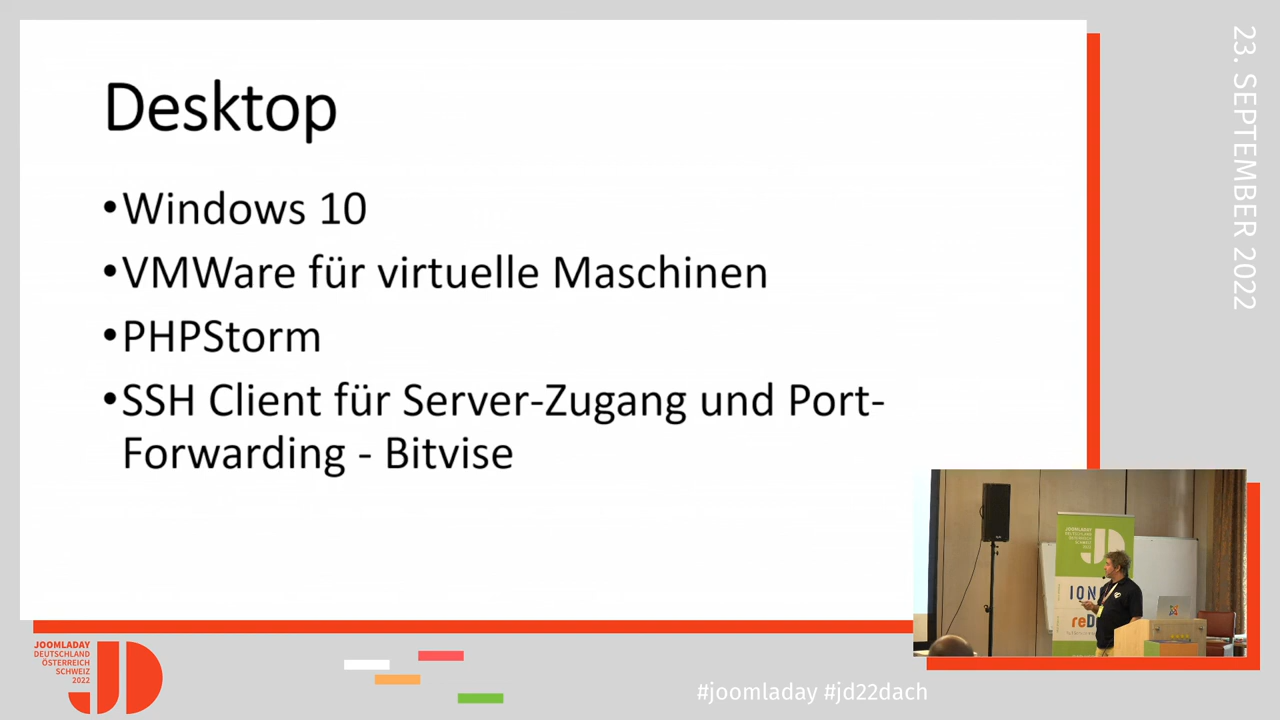 Desktop
•Windows 10
•VMWare für virtuelle Maschinen
•PHPStorm
•SSH Client für Server-Zugang und Port-
Forwarding - Bitvise
23. SEPTEMBER 2022
JOOMLADAY
DEUTSCHLAND
ÖSTERREICH
SCHWEIZ
2022
JD
#joomladay #jd22dach